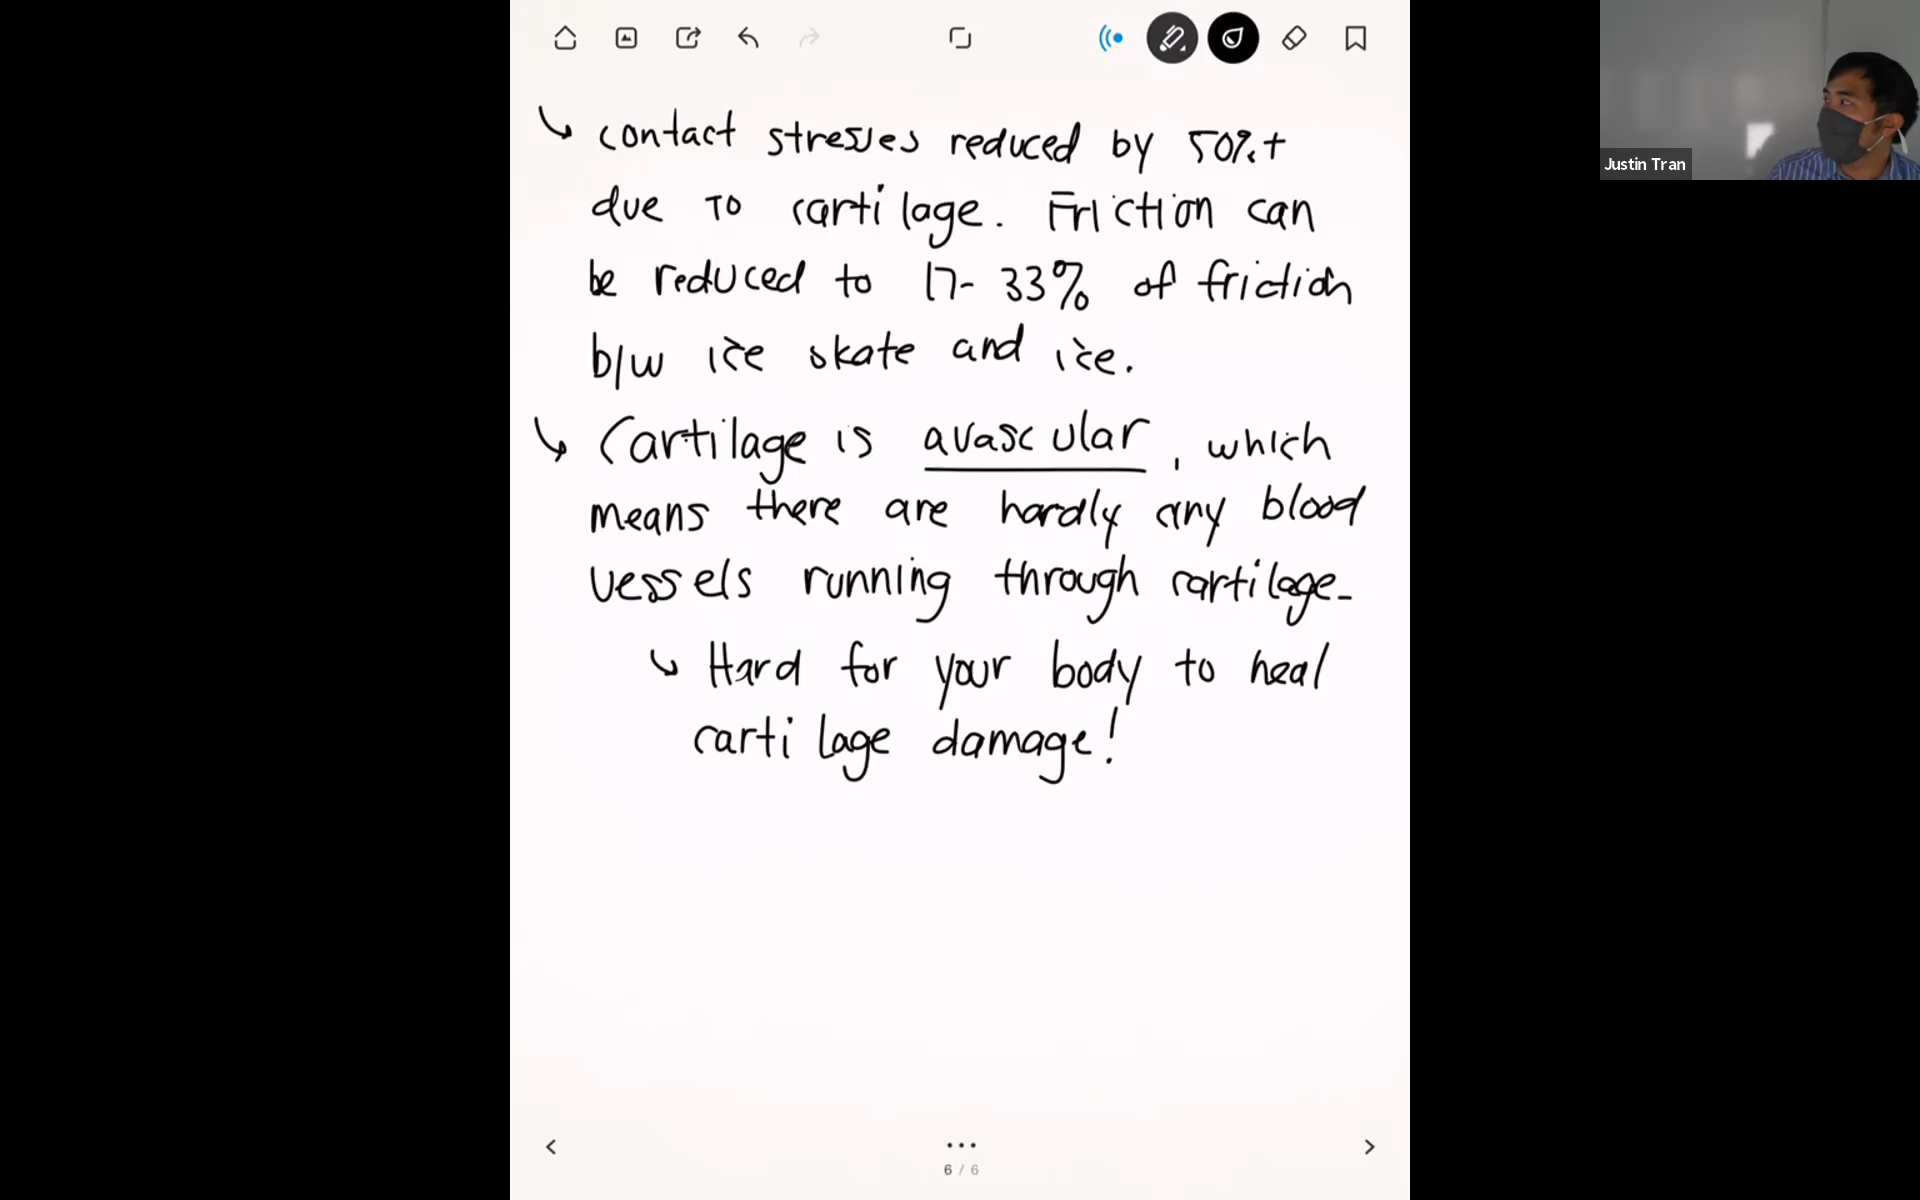 ↳ contact stresses reduced by 50%+
due to cartilage. Friction can
be reduced to 17-33% of friction
b/w ice skate and ice.
↳ Cartilage is avascular, which
means there are hardly any blood
vessels running through cartilage.
↳ Hard for your body to heal
cartilage damage!
6 / 6
Justin Tran